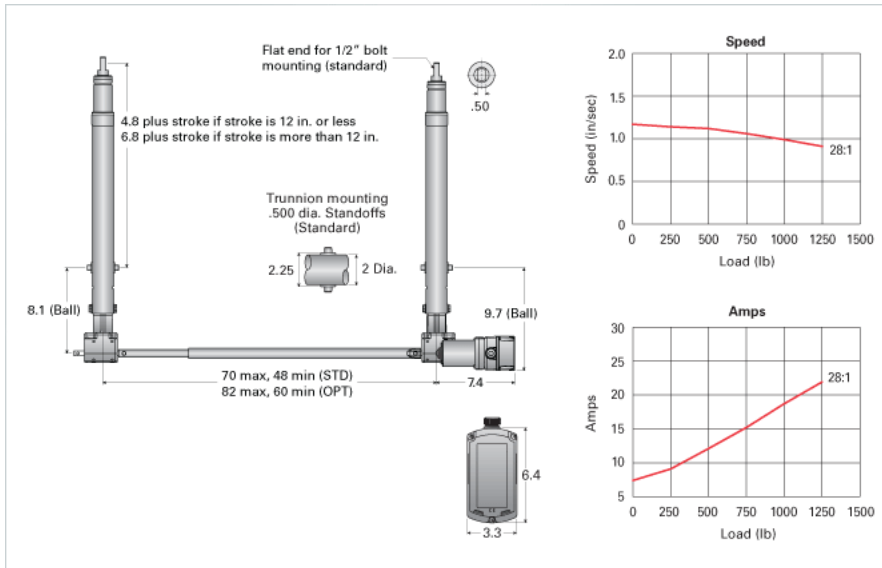 Flat end for 1/2" bolt
mounting (standard)
.50
4.8 plus stroke if stroke is 12 in. or less
6.8 plus stroke if stroke is more than 12 in.
Trunnion mounting
.500 dia. Standoffs
(Standard)
2.25
2 Dia.
8.1 (Ball)
9.7 (Ball)
70 max, 48 min (STD)
82 max, 60 min (OPT)
7.4
6.4
3.3
Speed
Speed (in/sec)
2.0
1.5
1.0
0.5
0
28:1
0 250 500 750 1000 1250 1500
Load (lb)
Amps
Amps
30
25
20
15
10
5
28:1
0 250 500 750 1000 1250 1500
Load (lb)